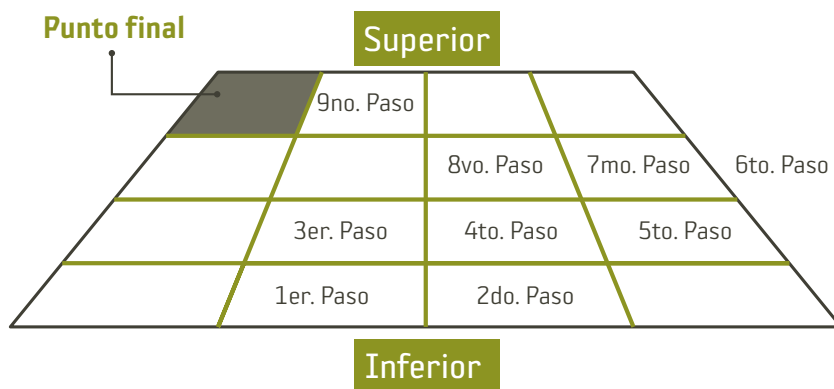 Punto final
Superior
9no. Paso
8vo. Paso 7mo. Paso 6to. Paso
3er. Paso 4to. Paso 5to. Paso
1er. Paso 2do. Paso
Inferior